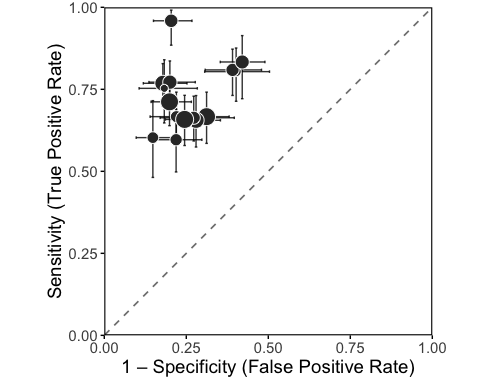 1.00
0.75
0.50
0.25
0.00
Sensitivity (True Positive Rate)
0.00 0.25 0.50 0.75 1.00
1 – Specificity (False Positive Rate)